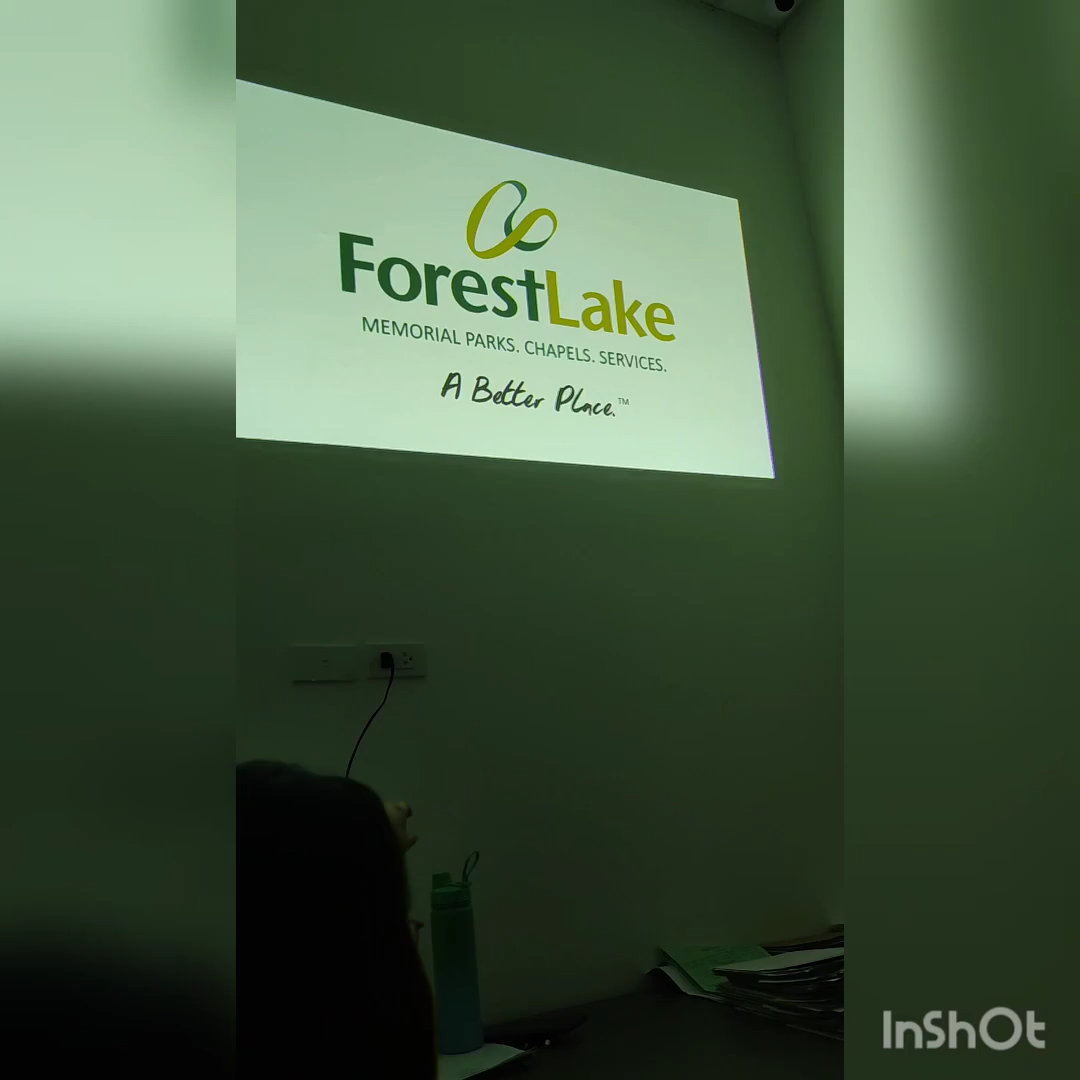 ForestLake
MEMORIAL PARKS. CHAPELS. SERVICES.
A Better Place.™
InShOt